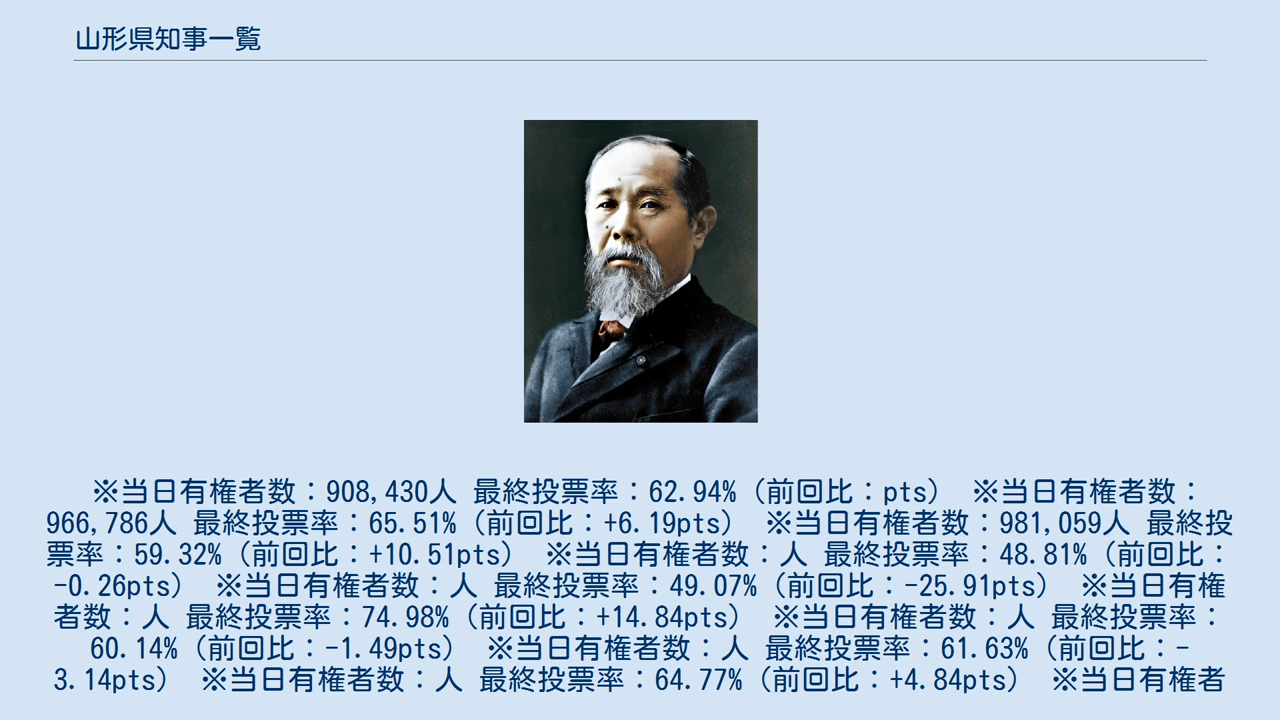 山形県知事一覧
※当日有権者数：908,430人 最終投票率：62.94%（前回比：pts） ※当日有権者数：
966,786人 最終投票率：65.51%（前回比：+6.19pts） ※当日有権者数：981,059人 最終投
票率：59.32%（前回比：+10.51pts） ※当日有権者数：人 最終投票率：48.81%（前回比：
-0.26pts） ※当日有権者数：人 最終投票率：49.07%（前回比：-25.91pts） ※当日有権
者数：人 最終投票率：74.98%（前回比：+14.84pts） ※当日有権者数：人 最終投票率：
60.14%（前回比：-1.49pts） ※当日有権者数：人 最終投票率：61.63%（前回比：-
3.14pts） ※当日有権者数：人 最終投票率：64.77%（前回比：+4.84pts） ※当日有権者